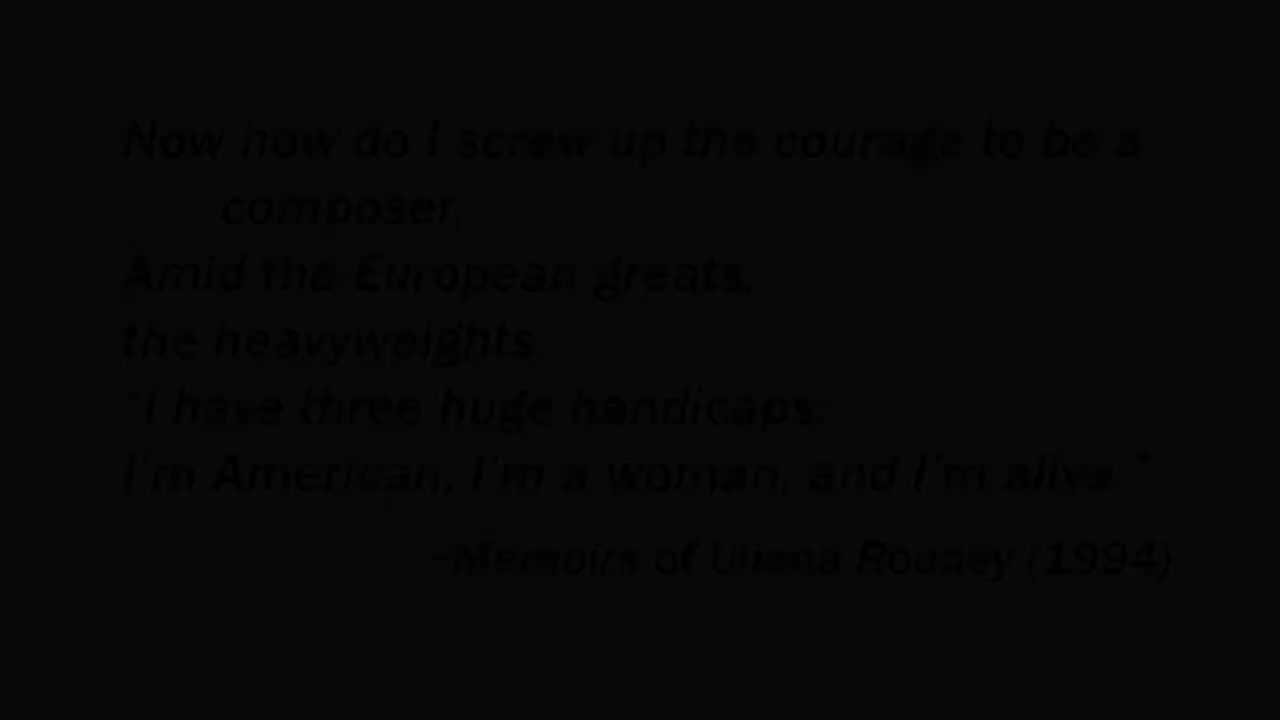 Now how do I screw up the courage to be a
composer,
Amid the European greats,
the heavyweights.
"I have three huge handicaps:
I'm American, I'm a woman, and I'm alive."
-Memoirs of Uliana Rooney (1994)